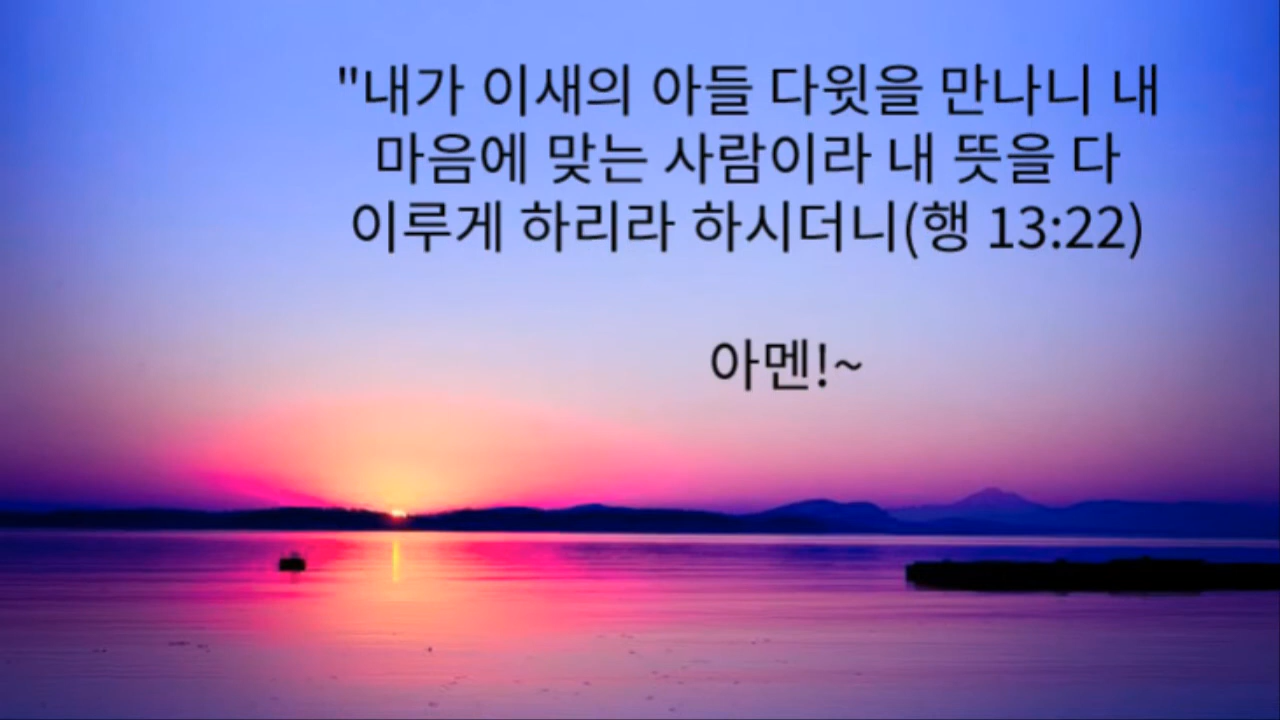 "내가 이새의 아들 다윗을 만나니 내
마음에 맞는 사람이라 내 뜻을 다
이루게 하리라 하시더니(행 13:22)
아멘!~